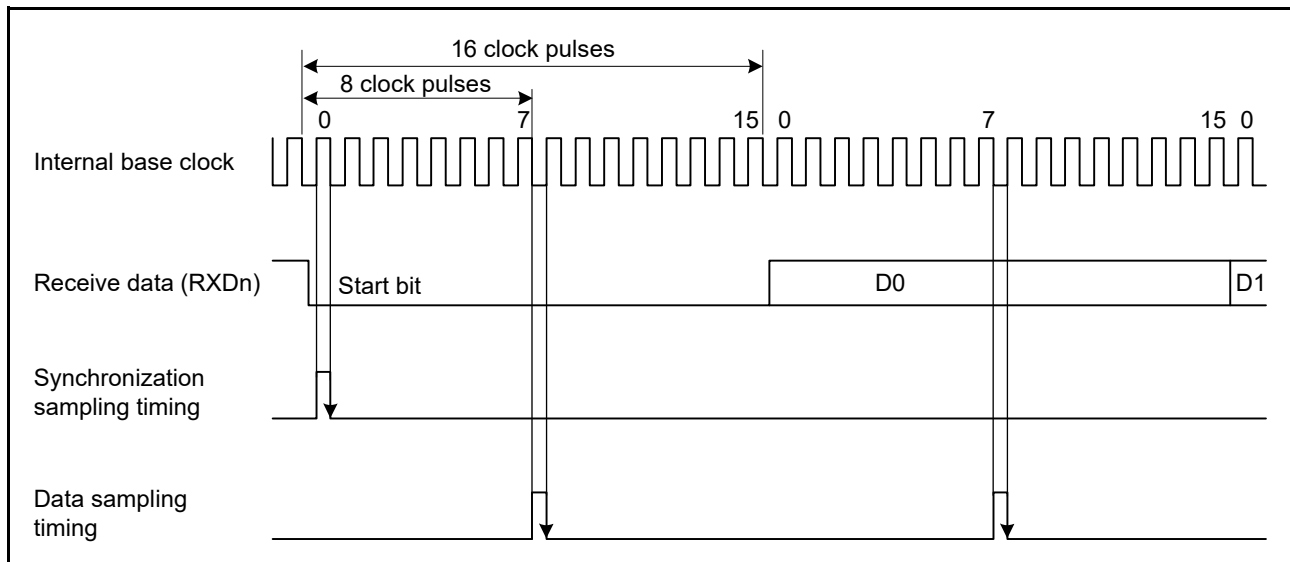 16 clock pulses
8 clock pulses
0 7 15 0 7 15 0
Internal base clock
Receive data (RXDn)
Start bit
D0
D1
Synchronization
sampling timing
Data sampling
timing